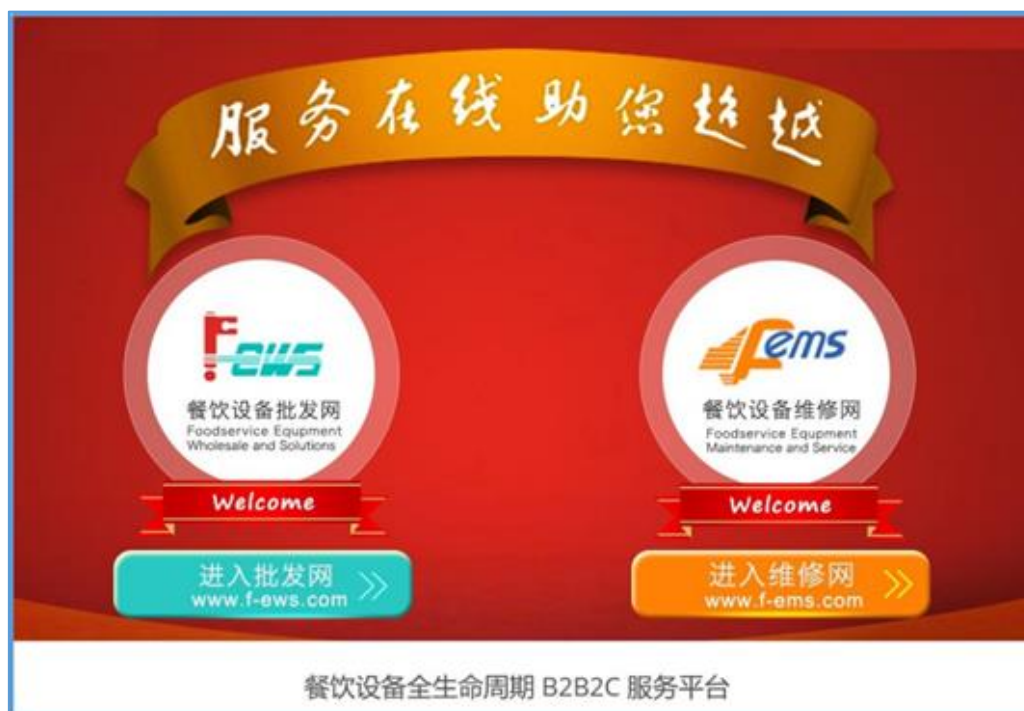 服务在线助您超越
Fews
餐饮设备批发网
Foodservice Equpment
Wholesale and Solutions
Welcome
进入批发网
www.f-ews.com
Fems
餐饮设备维修网
Foodservice Equpment
Maintenance and Service
Welcome
进入维修网
www.f-ems.com
餐饮设备全生命周期 B2B2C 服务平台